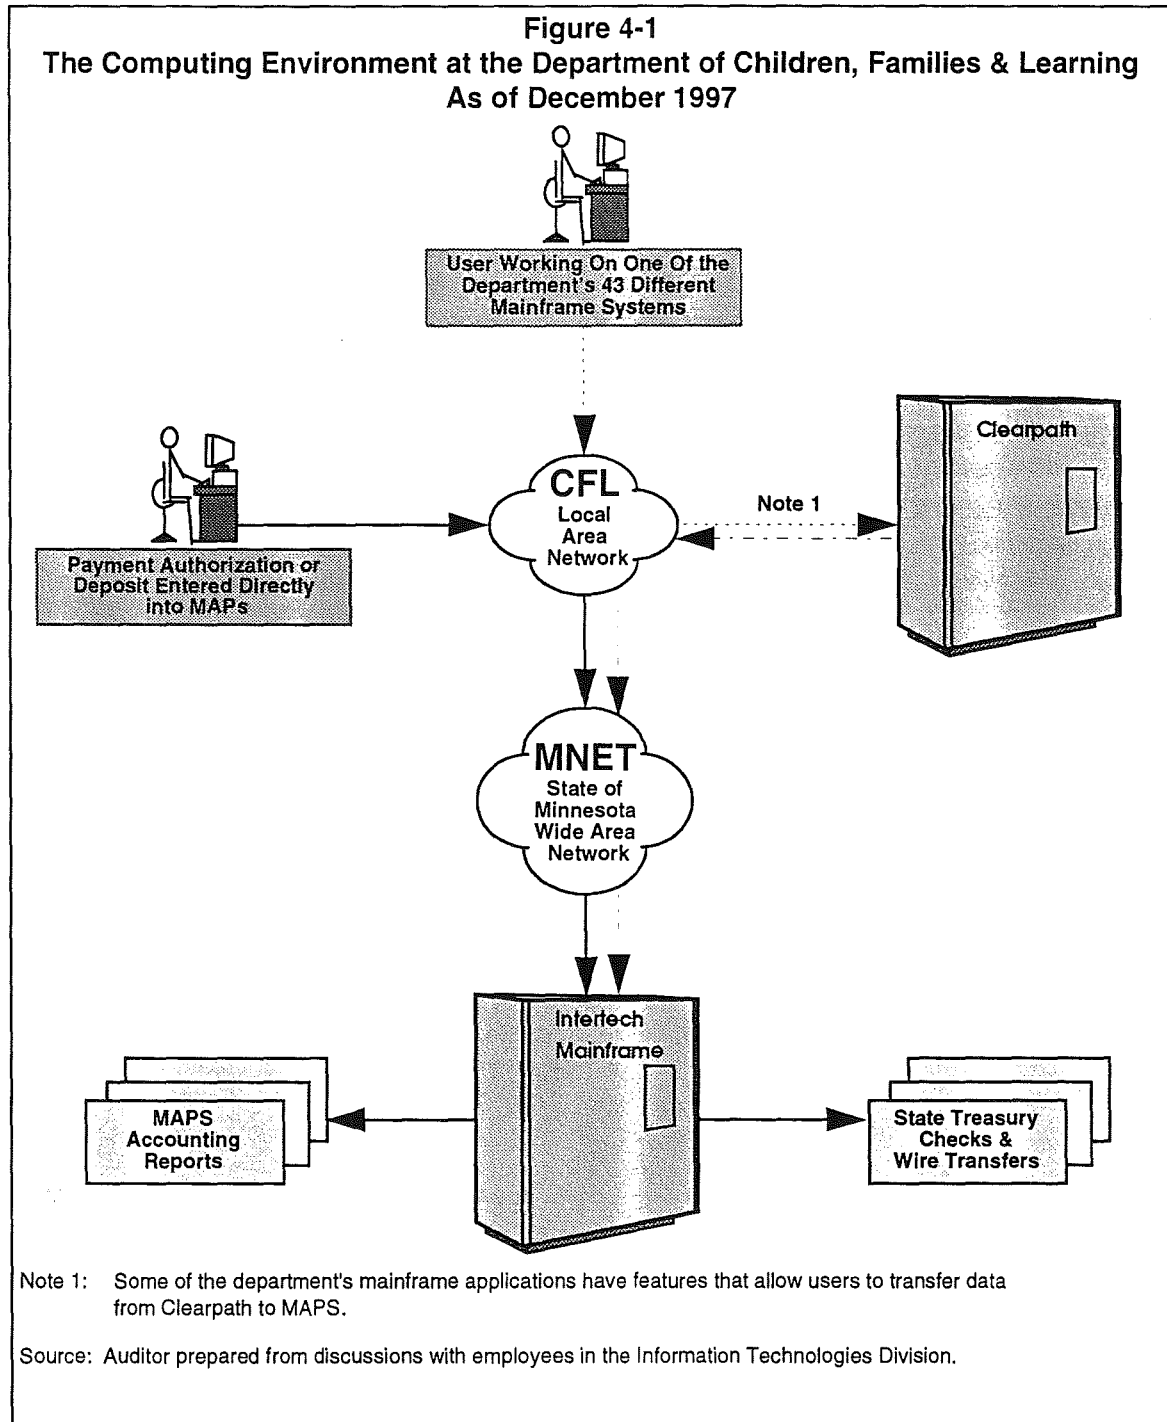 Figure 4-1
The Computing Environment at the Department of Children, Families & Learning
As of December 1997
User Working On One Of the
Department's 43 Different
Mainframe Systems
Clearpath
CFL
Local
Area
Network
Note 1
Payment Authorization or
Deposit Entered Directly
into MAPs
MNET
State of
Minnesota
Wide Area
Network
Intertech
Mainframe
MAPS
Accounting
Reports
State Treasury
Checks &
Wire Transfers
Note 1: Some of the department's mainframe applications have features that allow users to transfer data
from Clearpath to MAPS.
Source: Auditor prepared from discussions with employees in the Information Technologies Division.